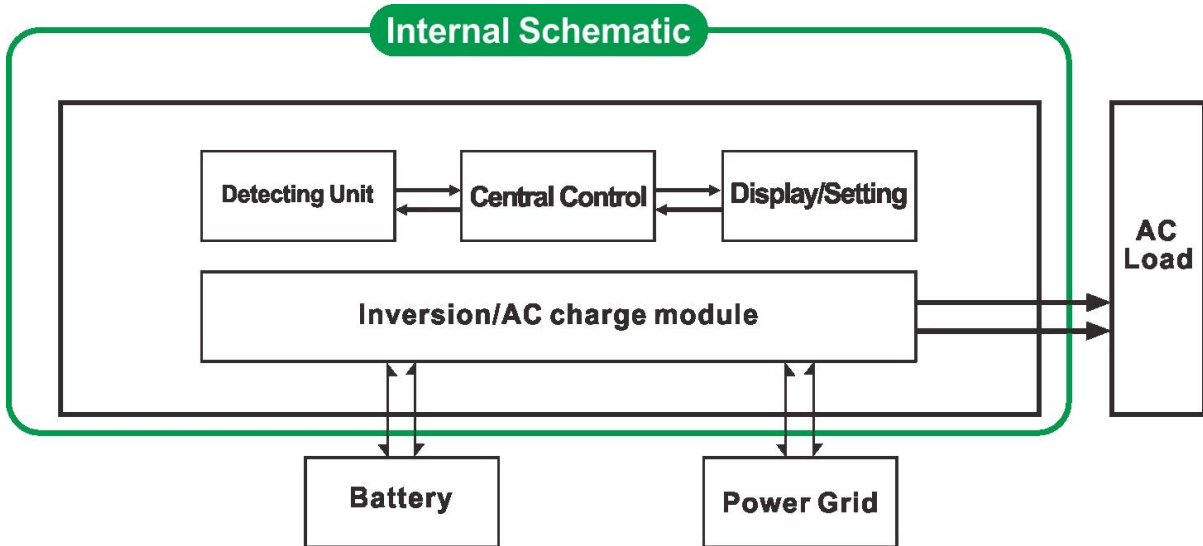 Internal Schematic
Detecting Unit
Central Control
Display/Setting
AC
Load
Inversion/AC charge module
Battery
Power Grid